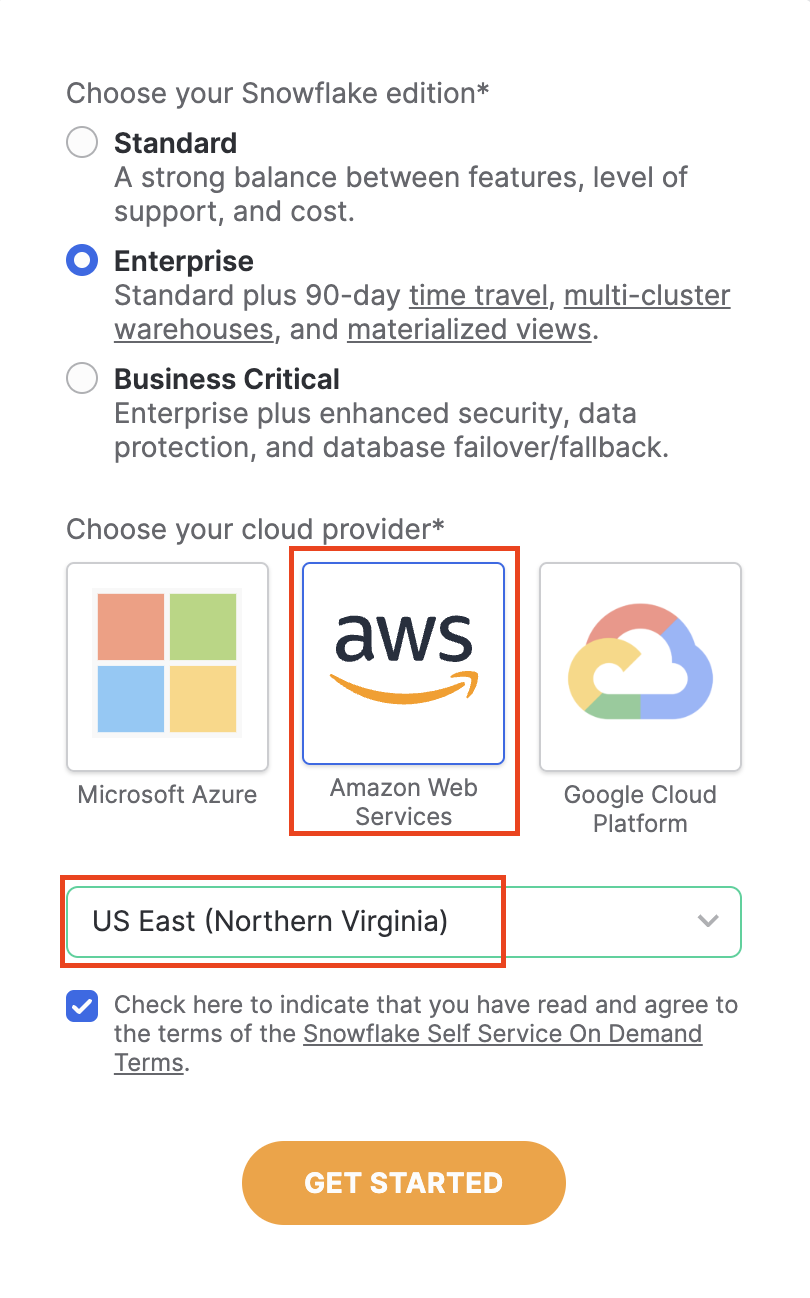 Choose your Snowflake edition*
Standard
A strong balance between features, level of
support, and cost.
Enterprise
Standard plus 90-day time travel, multi-cluster
warehouses, and materialized views.
Business Critical
Enterprise plus enhanced security, data
protection, and database failover/fallback.
Choose your cloud provider*
aws
Microsoft Azure
Amazon Web
Services
Google Cloud
Platform
US East (Northern Virginia)
Check here to indicate that you have read and agree to
the terms of the Snowflake Self Service On Demand
Terms.
GET STARTED